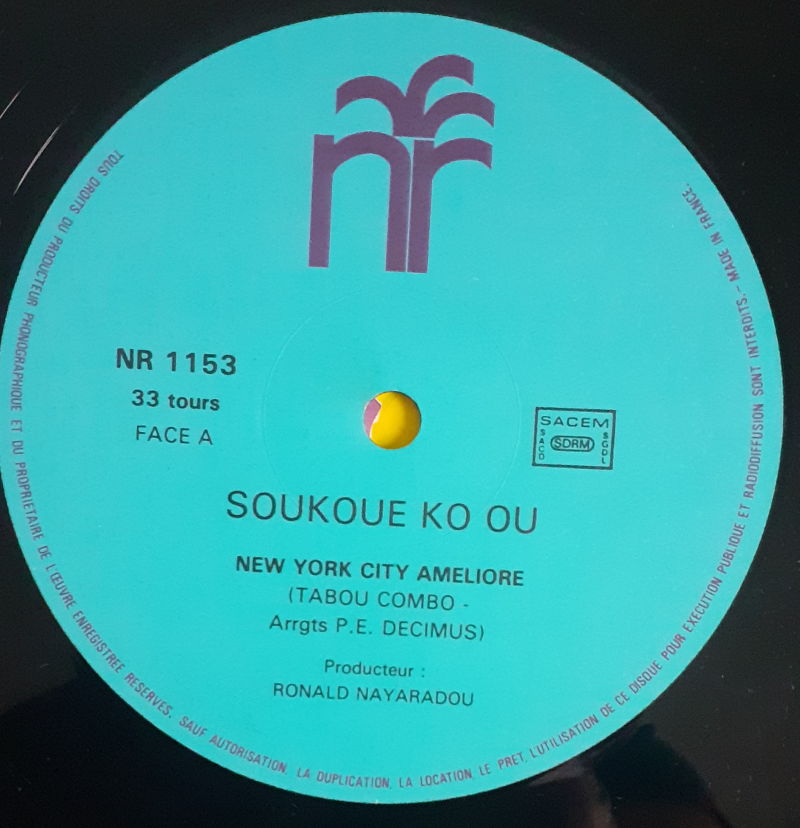 nr
NR 1153
33 tours
FACE A
SACEM
SACD
SDRM
SGDL
SOUKOUE KO OU
NEW YORK CITY AMELIORE
(TABOU COMBO -
Arrgts P.E. DECIMUS)
Producteur :
RONALD NAYARADOU
TOUS DROITS DU PRODUCTEUR PHONOGRAPHIQUE ET DU PROPRIETAIRE DE L'ŒUVRE ENREGISTREE RESERVES. SAUF AUTORISATION, LA DUPLICATION, LA LOCATION, LE PRET, L'UTILISATION DE CE DISQUE POUR EXECUTION PUBLIQUE ET RADIODIFFUSION SONT INTERDITS. - MADE IN FRANCE.